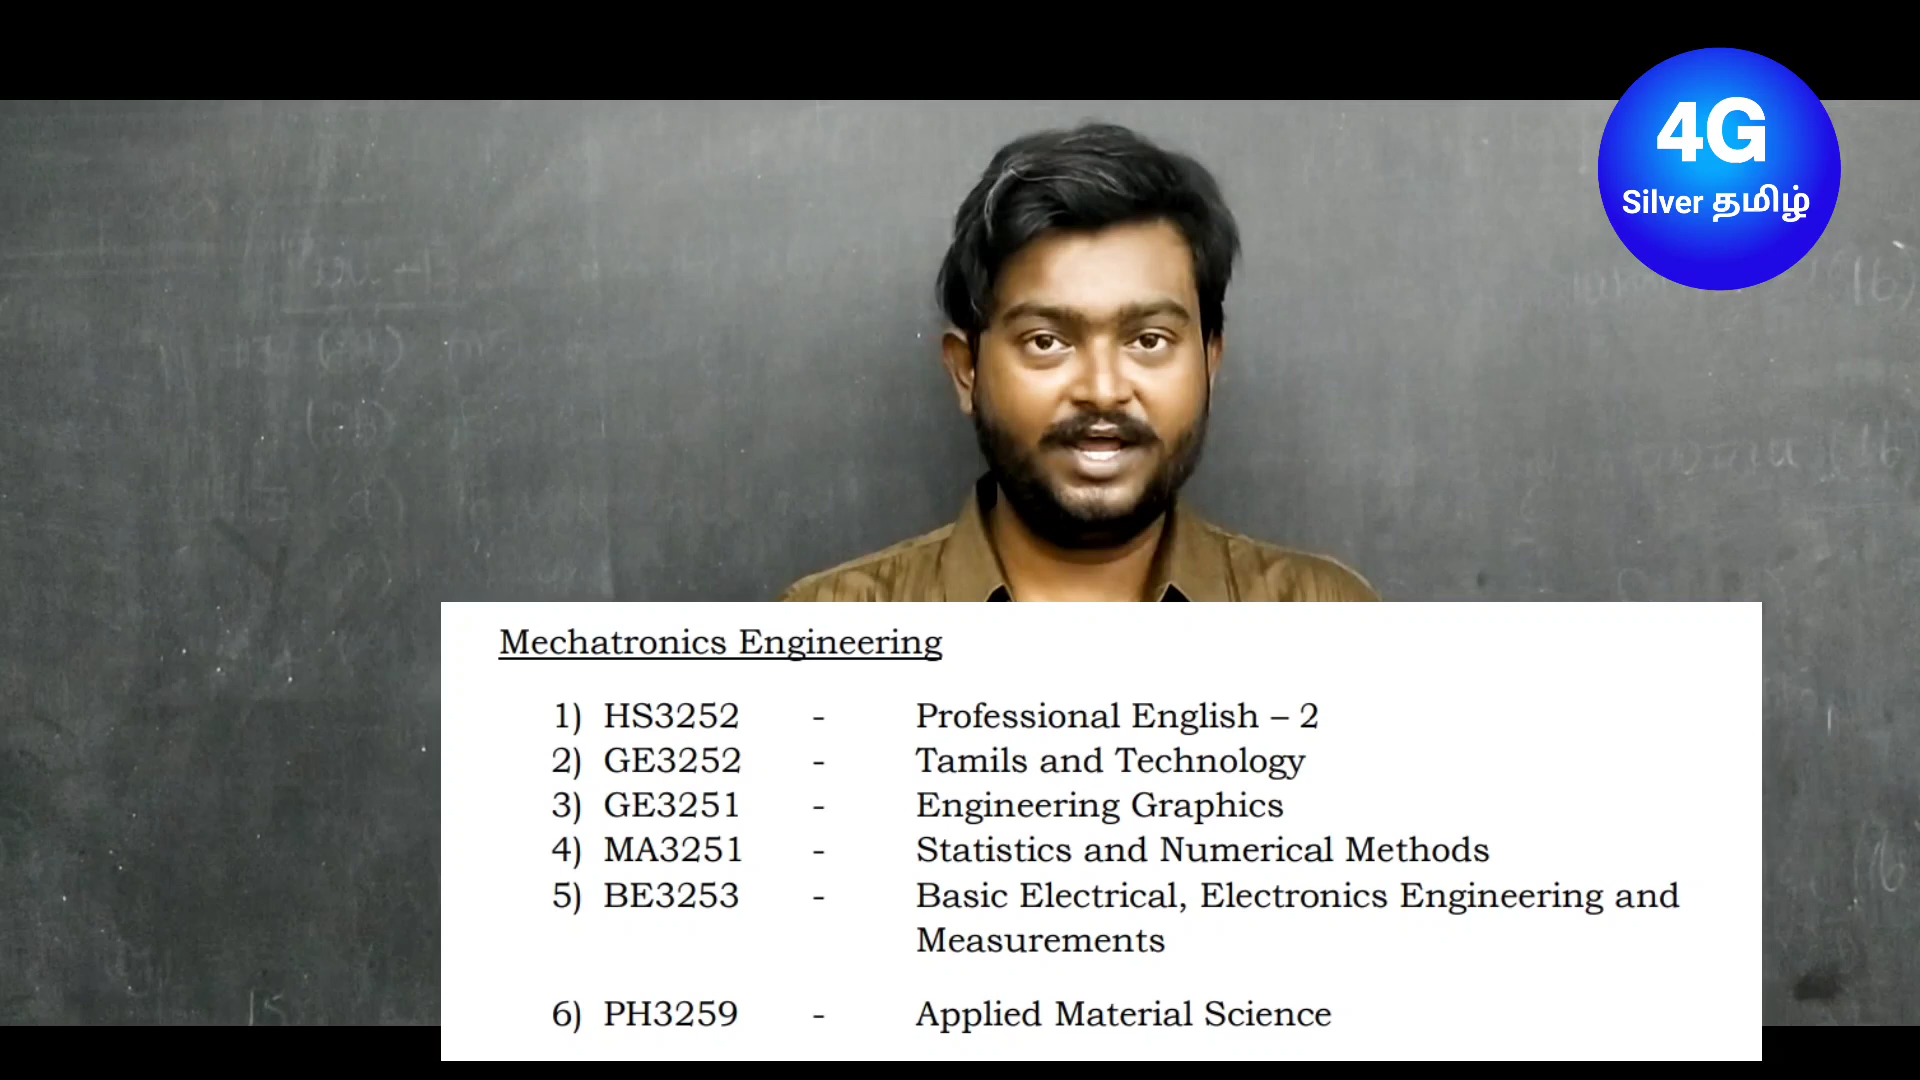 4G
Silver தமிழ்
Mechatronics Engineering
1) HS3252 - Professional English – 2
2) GE3252 - Tamils and Technology
3) GE3251 - Engineering Graphics
4) MA3251 - Statistics and Numerical Methods
5) BE3253 - Basic Electrical, Electronics Engineering and
Measurements
6) PH3259 - Applied Material Science